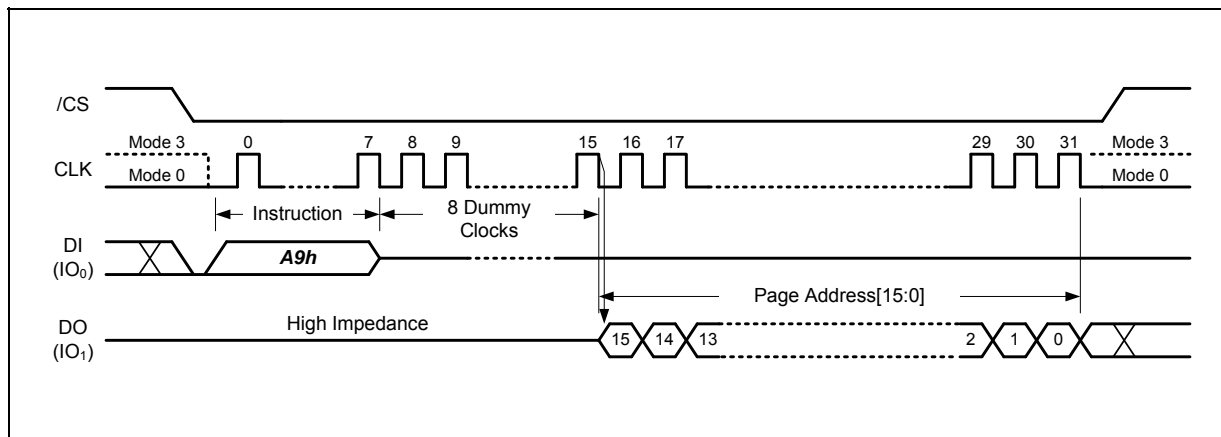 /CS
Mode 3 0 7 8 9 15 16 17 29 30 31 Mode 3
CLK
Mode 0 Mode 0
Instruction 8 Dummy
Clocks
DI
(IO₀)
A9h
Page Address[15:0]
DO
(IO₁)
High Impedance
15 14 13 2 1 0